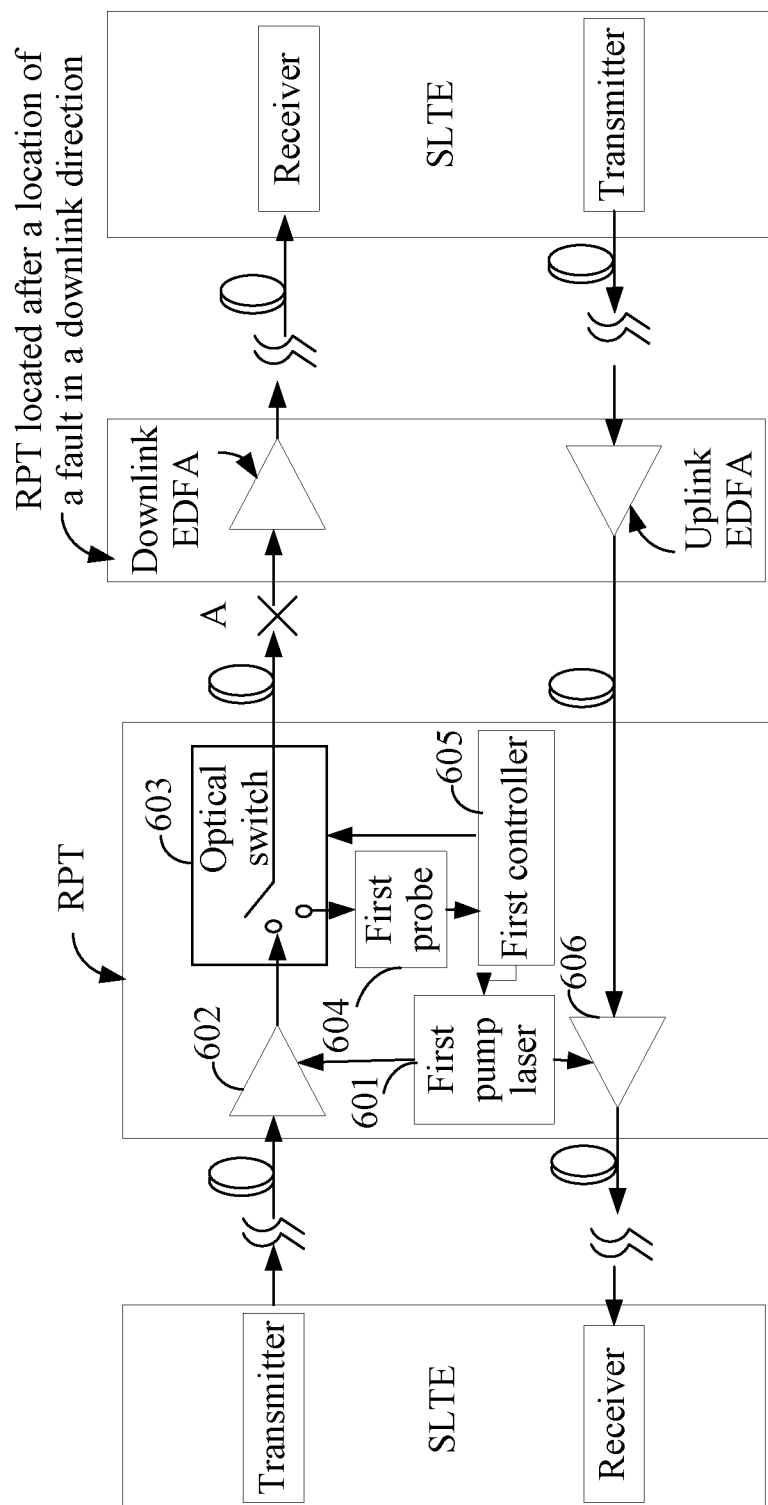 RPT located after a location of
a fault in a downlink direction
RPT
SLTE
Transmitter
Receiver
602
603
Optical
switch
First
probe
604
605
First controller
601
First
pump
laser
606
A
Downlink
EDFA
Uplink
EDFA
SLTE
Receiver
Transmitter